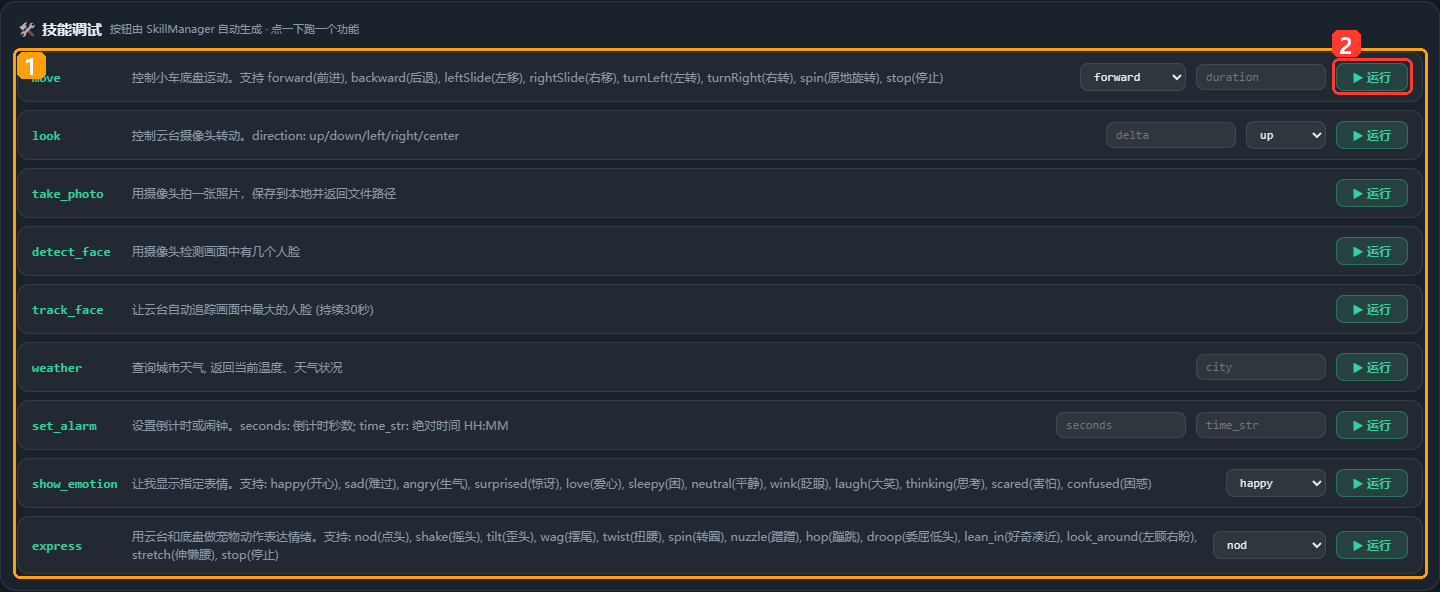 🛠 技能调试 按钮由 SkillManager 自动生成 · 点一下跑一个功能
1
2
move 控制小车底盘运动。支持 forward(前进), backward(后退), leftSlide(左移), rightSlide(右移), turnLeft(左转), turnRight(右转), spin(原地旋转), stop(停止) forward duration ▶ 运行
look 控制云台摄像头转动。direction: up/down/left/right/center delta up ▶ 运行
take_photo 用摄像头拍一张照片，保存到本地并返回文件路径 ▶ 运行
detect_face 用摄像头检测画面中有几个人脸 ▶ 运行
track_face 让云台自动追踪画面中最大的人脸 (持续30秒) ▶ 运行
weather 查询城市天气, 返回当前温度、天气状况 city ▶ 运行
set_alarm 设置倒计时或闹钟。seconds: 倒计时秒数; time_str: 绝对时间 HH:MM seconds time_str ▶ 运行
show_emotion 让我显示指定表情。支持: happy(开心), sad(难过), angry(生气), surprised(惊讶), love(爱心), sleepy(困), neutral(平静), wink(眨眼), laugh(大笑), thinking(思考), scared(害怕), confused(困惑) happy ▶ 运行
express 用云台和底盘做宠物动作表达情绪。支持: nod(点头), shake(摇头), tilt(歪头), wag(摆尾), twist(扭腰), spin(转圈), nuzzle(蹭蹭), hop(蹦跳), droop(委屈低头), lean_in(好奇凑近), look_around(左顾右盼),
stretch(伸懒腰), stop(停止) nod ▶ 运行